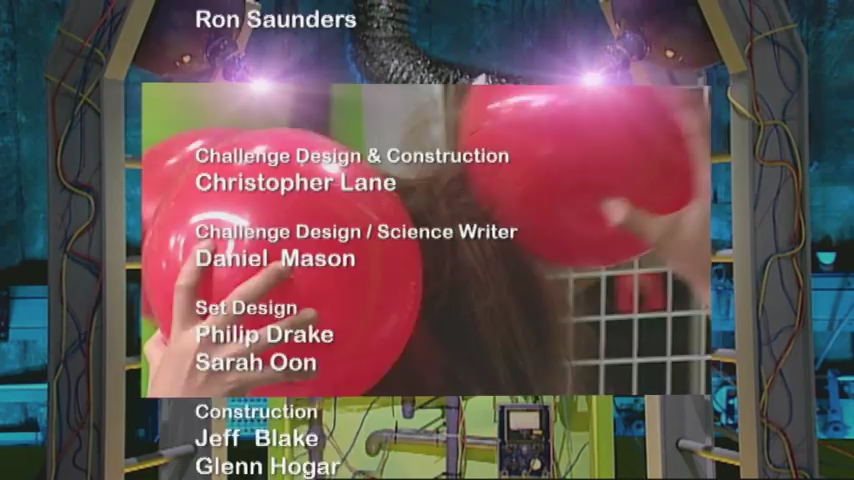 Ron Saunders
Challenge Design & Construction
Christopher Lane
Challenge Design / Science Writer
Daniel Mason
Set Design
Philip Drake
Sarah Oon
Construction
Jeff Blake
Glenn Hogar